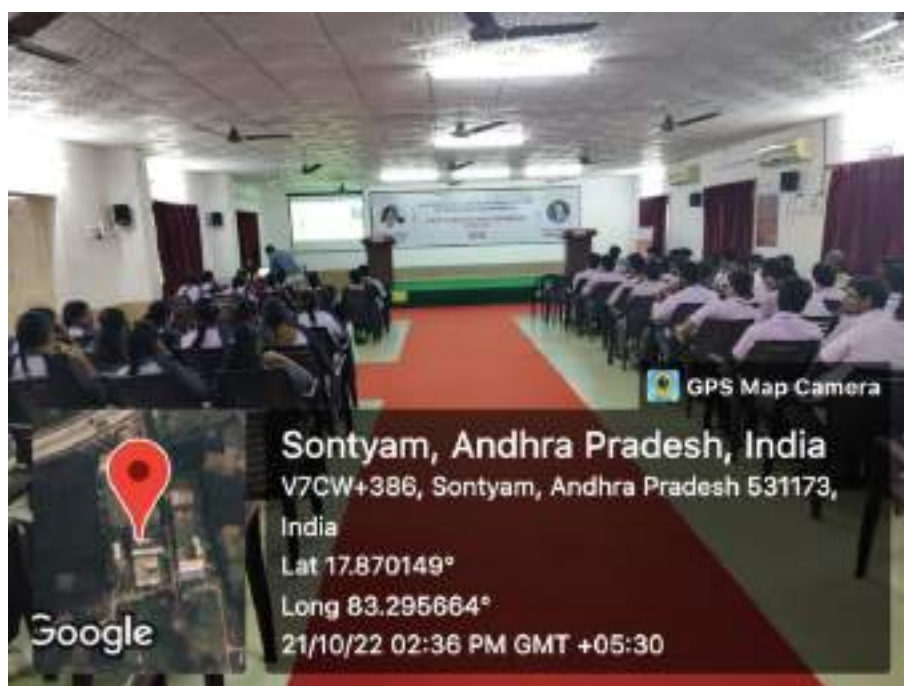 GPS Map Camera
Sontyam, Andhra Pradesh, India
V7CW+386, Sontyam, Andhra Pradesh 531173,
India
Lat 17.870149°
Long 83.295664°
21/10/22 02:36 PM GMT +05:30
Google